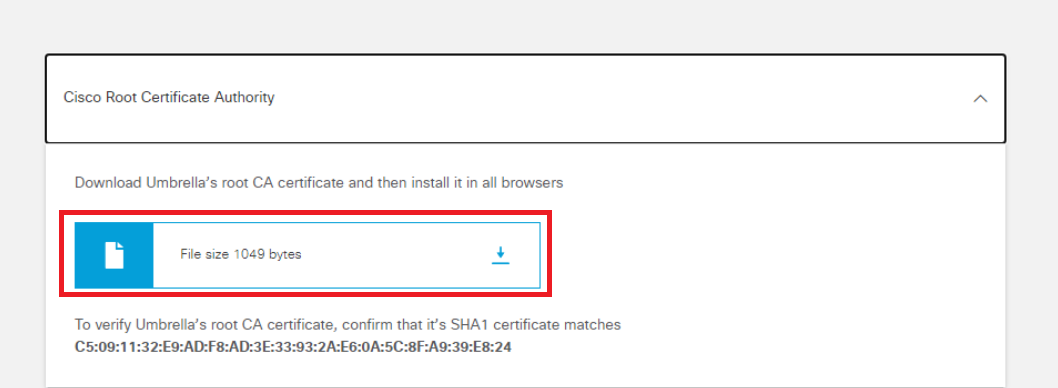 Cisco Root Certificate Authority
Download Umbrella's root CA certificate and then install it in all browsers
File size 1049 bytes
To verify Umbrella's root CA certificate, confirm that it's SHA1 certificate matches
C5:09:11:32:E9:AD:F8:AD:3E:33:93:2A:E6:0A:5C:8F:A9:39:E8:24